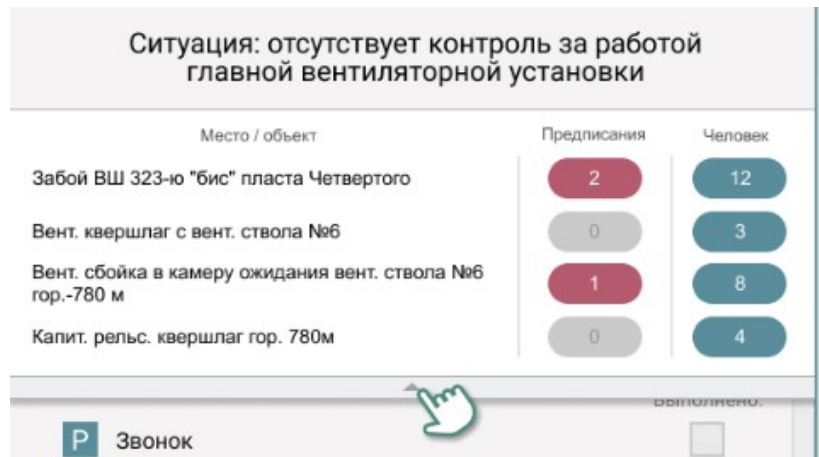 Ситуация: отсутствует контроль за работой
главной вентиляторной установки
Место / объект Предписания Человек
Забой ВШ 323-ю "бис" пласта Четвертого 2 12
Вент. квершлаг с вент. ствола №6 0 3
Вент. сбойка в камеру ожидания вент. ствола №6
гор.-780 м 1 8
Капит. рельс. квершлаг гор. 780м 0 4
Выполнено:
Р Звонок